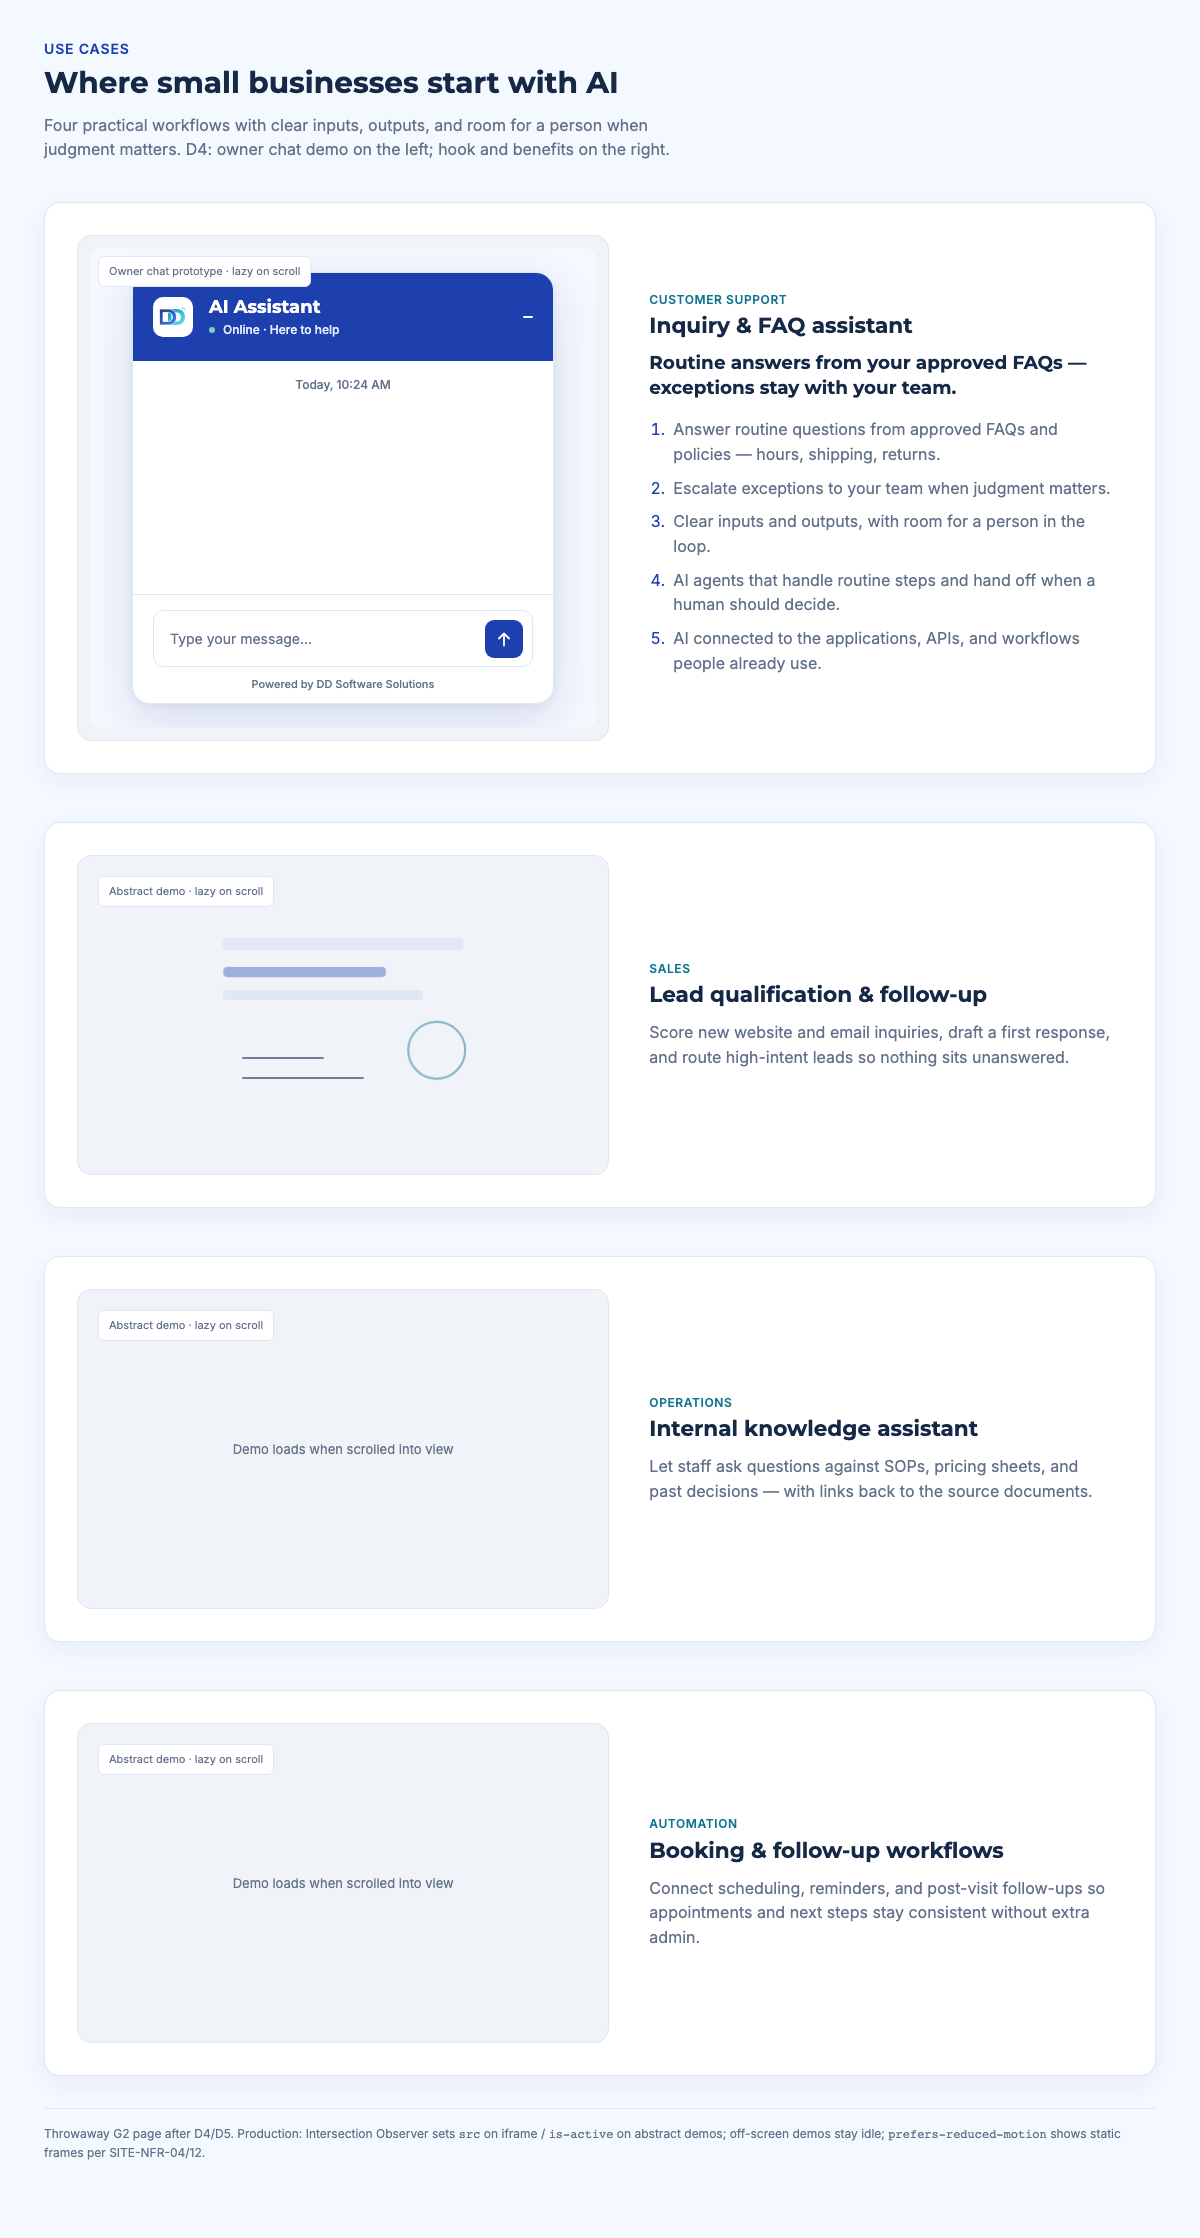 USE CASES
Where small businesses start with AI
Four practical workflows with clear inputs, outputs, and room for a person when
judgment matters. D4: owner chat demo on the left; hook and benefits on the right.
Owner chat prototype · lazy on scroll
DD
AI Assistant
Online · Here to help
Today, 10:24 AM
Type your message...
Powered by DD Software Solutions
CUSTOMER SUPPORT
Inquiry & FAQ assistant
Routine answers from your approved FAQs —
exceptions stay with your team.
1. Answer routine questions from approved FAQs and
policies — hours, shipping, returns.
2. Escalate exceptions to your team when judgment matters.
3. Clear inputs and outputs, with room for a person in the
loop.
4. AI agents that handle routine steps and hand off when a
human should decide.
5. AI connected to the applications, APIs, and workflows
people already use.
Abstract demo · lazy on scroll
SALES
Lead qualification & follow-up
Score new website and email inquiries, draft a first response,
and route high-intent leads so nothing sits unanswered.
Abstract demo · lazy on scroll
Demo loads when scrolled into view
OPERATIONS
Internal knowledge assistant
Let staff ask questions against SOPs, pricing sheets, and
past decisions — with links back to the source documents.
Abstract demo · lazy on scroll
Demo loads when scrolled into view
AUTOMATION
Booking & follow-up workflows
Connect scheduling, reminders, and post-visit follow-ups so
appointments and next steps stay consistent without extra
admin.
Throwaway G2 page after D4/D5. Production: Intersection Observer sets src on iframe / is-active on abstract demos; off-screen demos stay idle; prefers-reduced-motion shows static
frames per SITE-NFR-04/12.